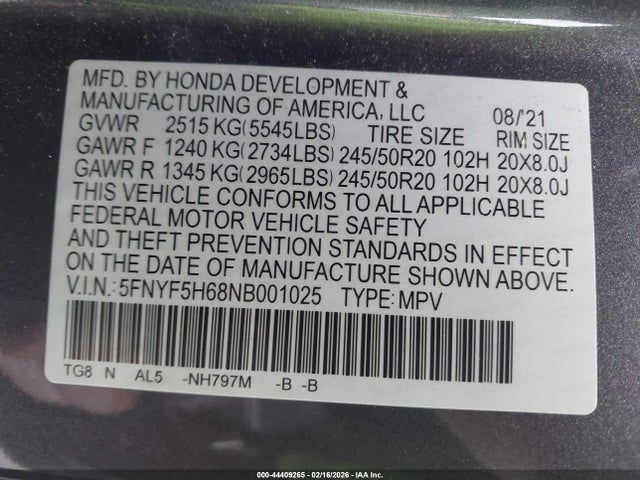 MFD. BY HONDA DEVELOPMENT &
MANUFACTURING OF AMERICA, LLC 08/'21
GVWR 2515 KG(5545LBS) TIRE SIZE RIM SIZE
GAWR F 1240 KG(2734LBS) 245/50R20 102H 20X8.0J
GAWR R 1345 KG(2965LBS) 245/50R20 102H 20X8.0J
THIS VEHICLE CONFORMS TO ALL APPLICABLE
FEDERAL MOTOR VEHICLE SAFETY
AND THEFT PREVENTION STANDARDS IN EFFECT
ON THE DATE OF MANUFACTURE SHOWN ABOVE.
V.I.N.: 5FNYF5H68NB001025 TYPE: MPV
TG8 N AL5 -NH797M -B -B
000-44409265 - 02/16/2026 - IAA Inc.